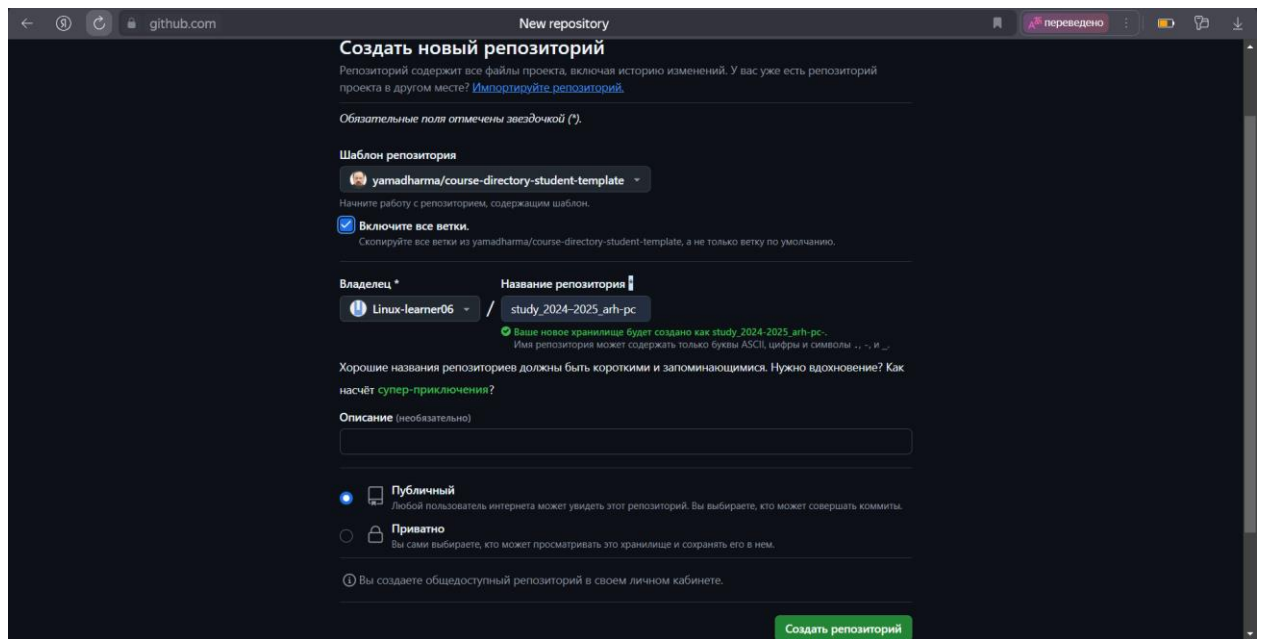 github.com
New repository
переведено
Создать новый репозиторий
Репозиторий содержит все файлы проекта, включая историю изменений. У вас уже есть репозиторий
проекта в другом месте? Импортируйте репозиторий.
Обязательные поля отмечены звездочкой (*).
Шаблон репозитория
yamadharma/course-directory-student-template
Начните работу с репозиторием, содержащим шаблон.
Включите все ветки.
Скопируйте все ветки из yamadharma/course-directory-student-template, а не только ветку по умолчанию.
Владелец * Название репозитория *
Linux-learner06 / study_2024–2025_arh-pc
Ваше новое хранилище будет создано как study_2024-2025_arh-pc-.
Имя репозитория может содержать только буквы ASCII, цифры и символы ., -, и _.
Хорошие названия репозиториев должны быть короткими и запоминающимися. Нужно вдохновение? Как
насчёт супер-приключения?
Описание (необязательно)
Публичный
Любой пользователь интернета может увидеть этот репозиторий. Вы выбираете, кто может совершать коммиты.
Приватно
Вы сами выбираете, кто может просматривать это хранилище и сохранять его в нем.
Вы создаете общедоступный репозиторий в своем личном кабинете.
Создать репозиторий